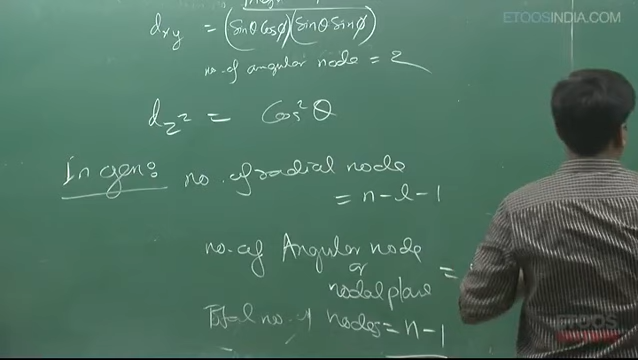 ETOOSINDIA.COM
dxy = (Sinθ Cosϕ)(Sinθ Sinϕ)
no. of angular node = 2
dz² = Cos²θ
In gen: no. of radial node
= n-l-1
no. of Angular node
or
nodal plane =
Total no. of nodes = n-1
ETOOS